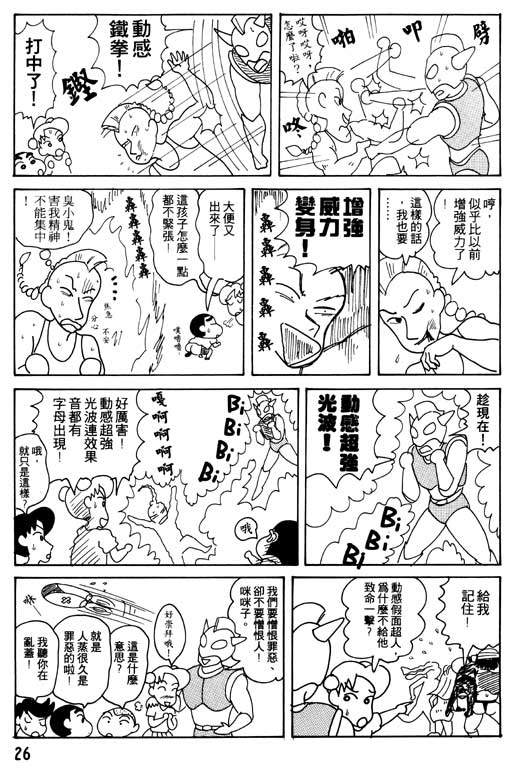 劈
叩
啪
哎呀哎呀，
怎麼了啦？
咚
動感
鐵拳！
鏗
打中了！
哼，
似乎比以前
增強威力了
這樣的話
，我也要
……
增強
威力
變身！
轟轟轟轟
大便又
出來了—
這孩子怎麼一點
都不緊張
噗嚕嚕
轟轟轟轟轟
臭小鬼！
害我精神
不能集中
！
焦急
不安
分心
趁現在！
動感超強
光波！
Bi
Bi
Bi
Bi
Bi
Bi
Bi
嘎啊啊啊啊
哦
好厲害！
動感超強
光波連效果
音都有
字母出現！
哦，
就只是這樣？
給我
記住！
動感假面超人
為什麼不給他
致命一擊？
我們要憎恨罪惡、
卻不要憎恨人！
咪咪子。
好崇拜哦！
這是什麼
意思？
就是
人蒸很久是
罪惡的啦！
我聽你在
亂蓋！
咻
26